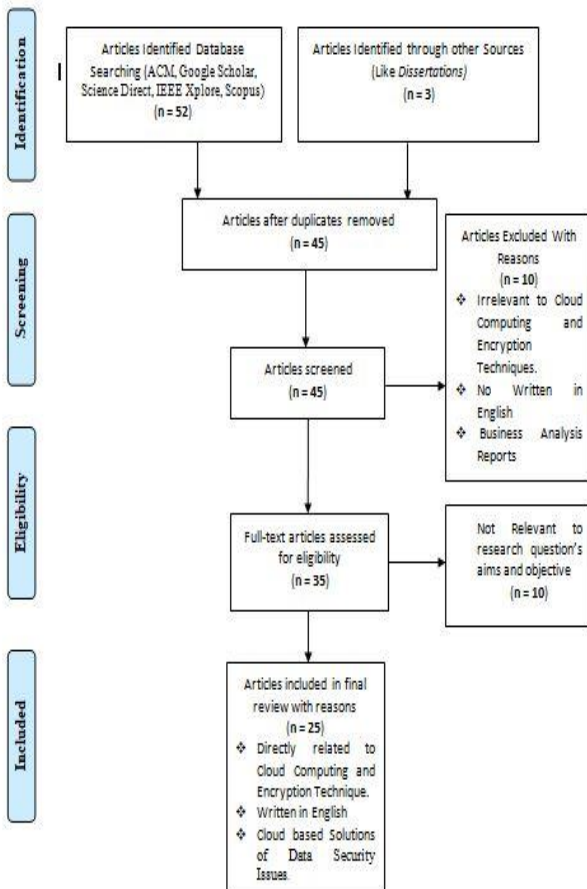 Identification
Articles Identified Database
Searching (ACM, Google Scholar,
Science Direct, IEEE Xplore, Scopus)
(n = 52)
Articles Identified through other Sources
(Like Dissertations)
(n = 3)
Screening
Articles after duplicates removed
(n = 45)
Articles screened
(n = 45)
Articles Excluded With
Reasons
(n = 10)
❖ Irrelevant to Cloud
Computing and
Encryption
Techniques.
❖ No Written in
English
❖ Business Analysis
Reports
Eligibility
Full-text articles assessed
for eligibility
(n = 35)
Not Relevant to
research question's
aims and objective
(n = 10)
Included
Articles included in final
review with reasons
(n = 25)
❖ Directly related to
Cloud Computing and
Encryption Technique.
❖ Written in English
❖ Cloud based Solutions
of Data Security
Issues.